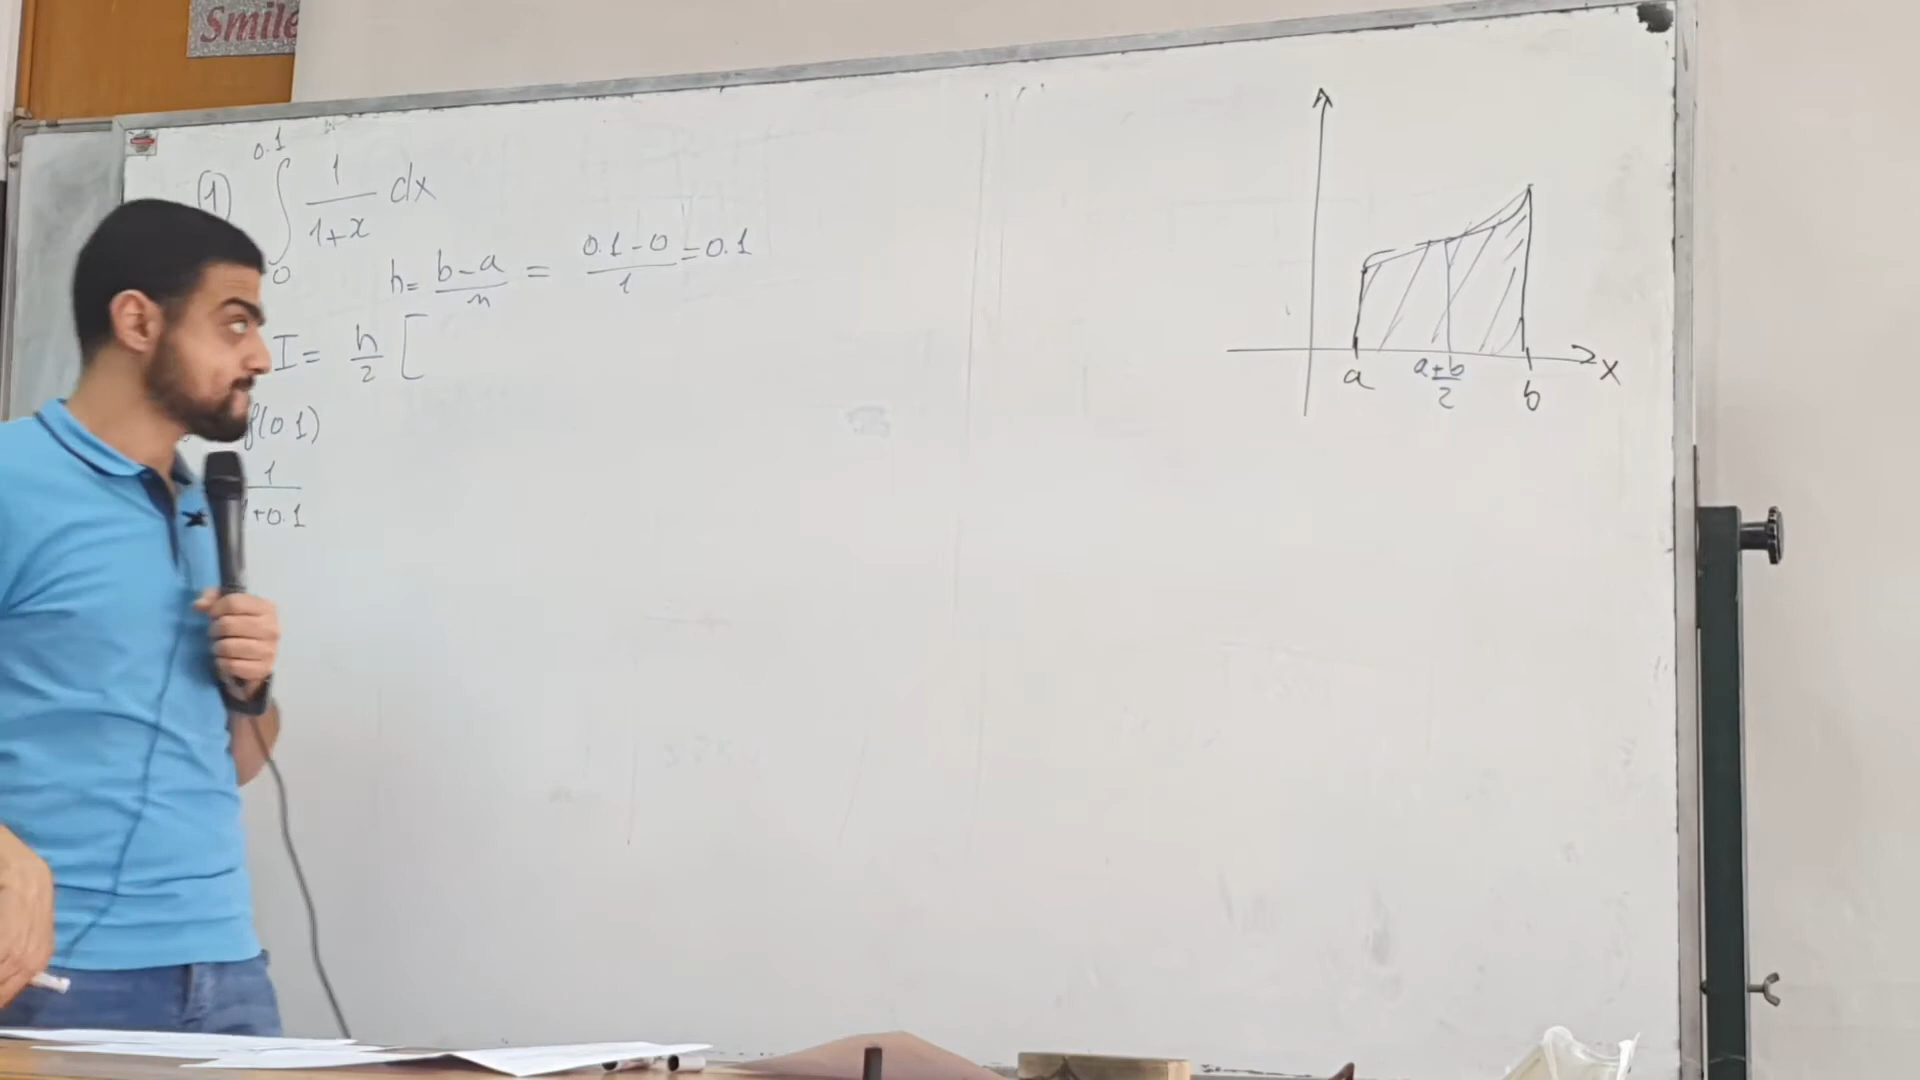 Smile
① ∫₀^0.1 1/(1+x) dx
h = (b-a)/n = (0.1-0)/1 = 0.1
I = h/2 [
f(0.1)
1/(1+0.1)
a (a+b)/2 b x